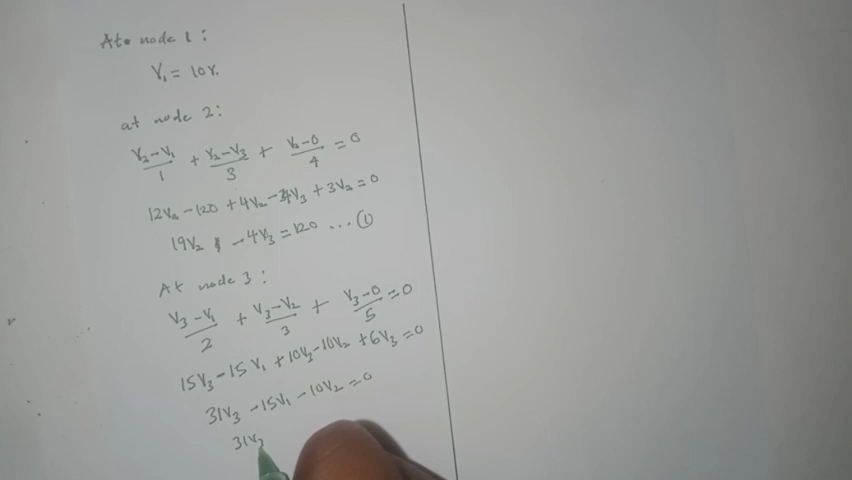 At node 1:
V₁ = 10V.
at node 2:
(V₂-V₁)/1 + (V₂-V₃)/3 + (V₂-0)/4 = 0
12V₂ - 120 + 4V₂ - 4V₃ + 3V₂ = 0
19V₂ - 4V₃ = 120 ... ①
At node 3:
(V₃-V₁)/2 + (V₃-V₂)/3 + (V₃-0)/5 = 0
15V₃ - 15V₁ + 10V₃ - 10V₂ + 6V₃ = 0
31V₃ - 15V₁ - 10V₂ = 0
31V₃